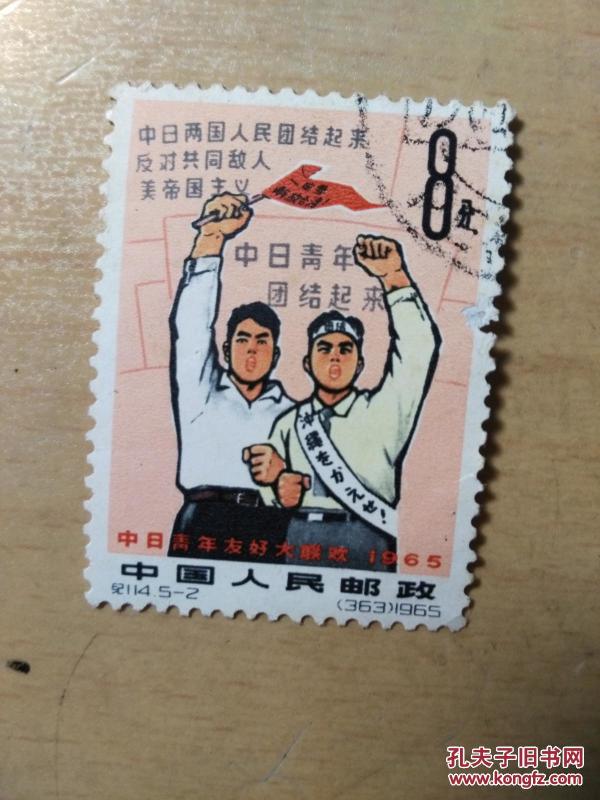 中日两国人民团结起来
反对共同敌人
美帝国主义
8
分
中日青年
团结起来
沖繩をかえせ!
中日青年友好大联欢 1965
中国人民邮政
纪114.5-2
(363)1965
孔夫子旧书网
www.kongfz.com